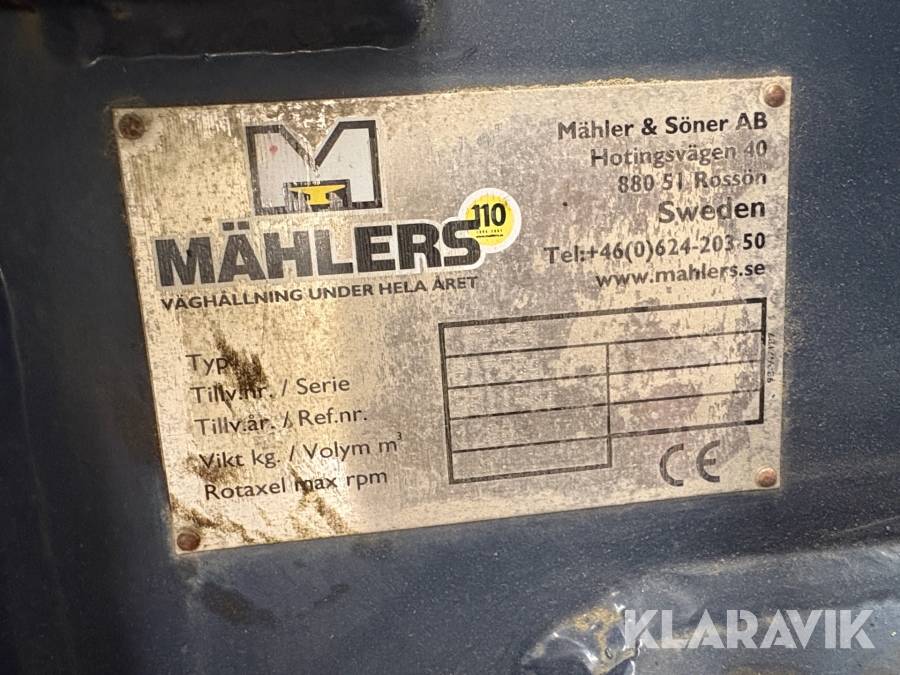 M
MÄHLERS
110
VÄGHÅLLNING UNDER HELA ÅRET
Mähler & Söner AB
Hotingsvägen 40
880 51 Rossön
Sweden
Tel:+46(0)624-203 50
www.mahlers.se
Typ
Tillv.nr. / Serie
Tillv.år. / Ref.nr.
Vikt kg. / Volym m³
Rotaxel max rpm
CE
KLARAVIK